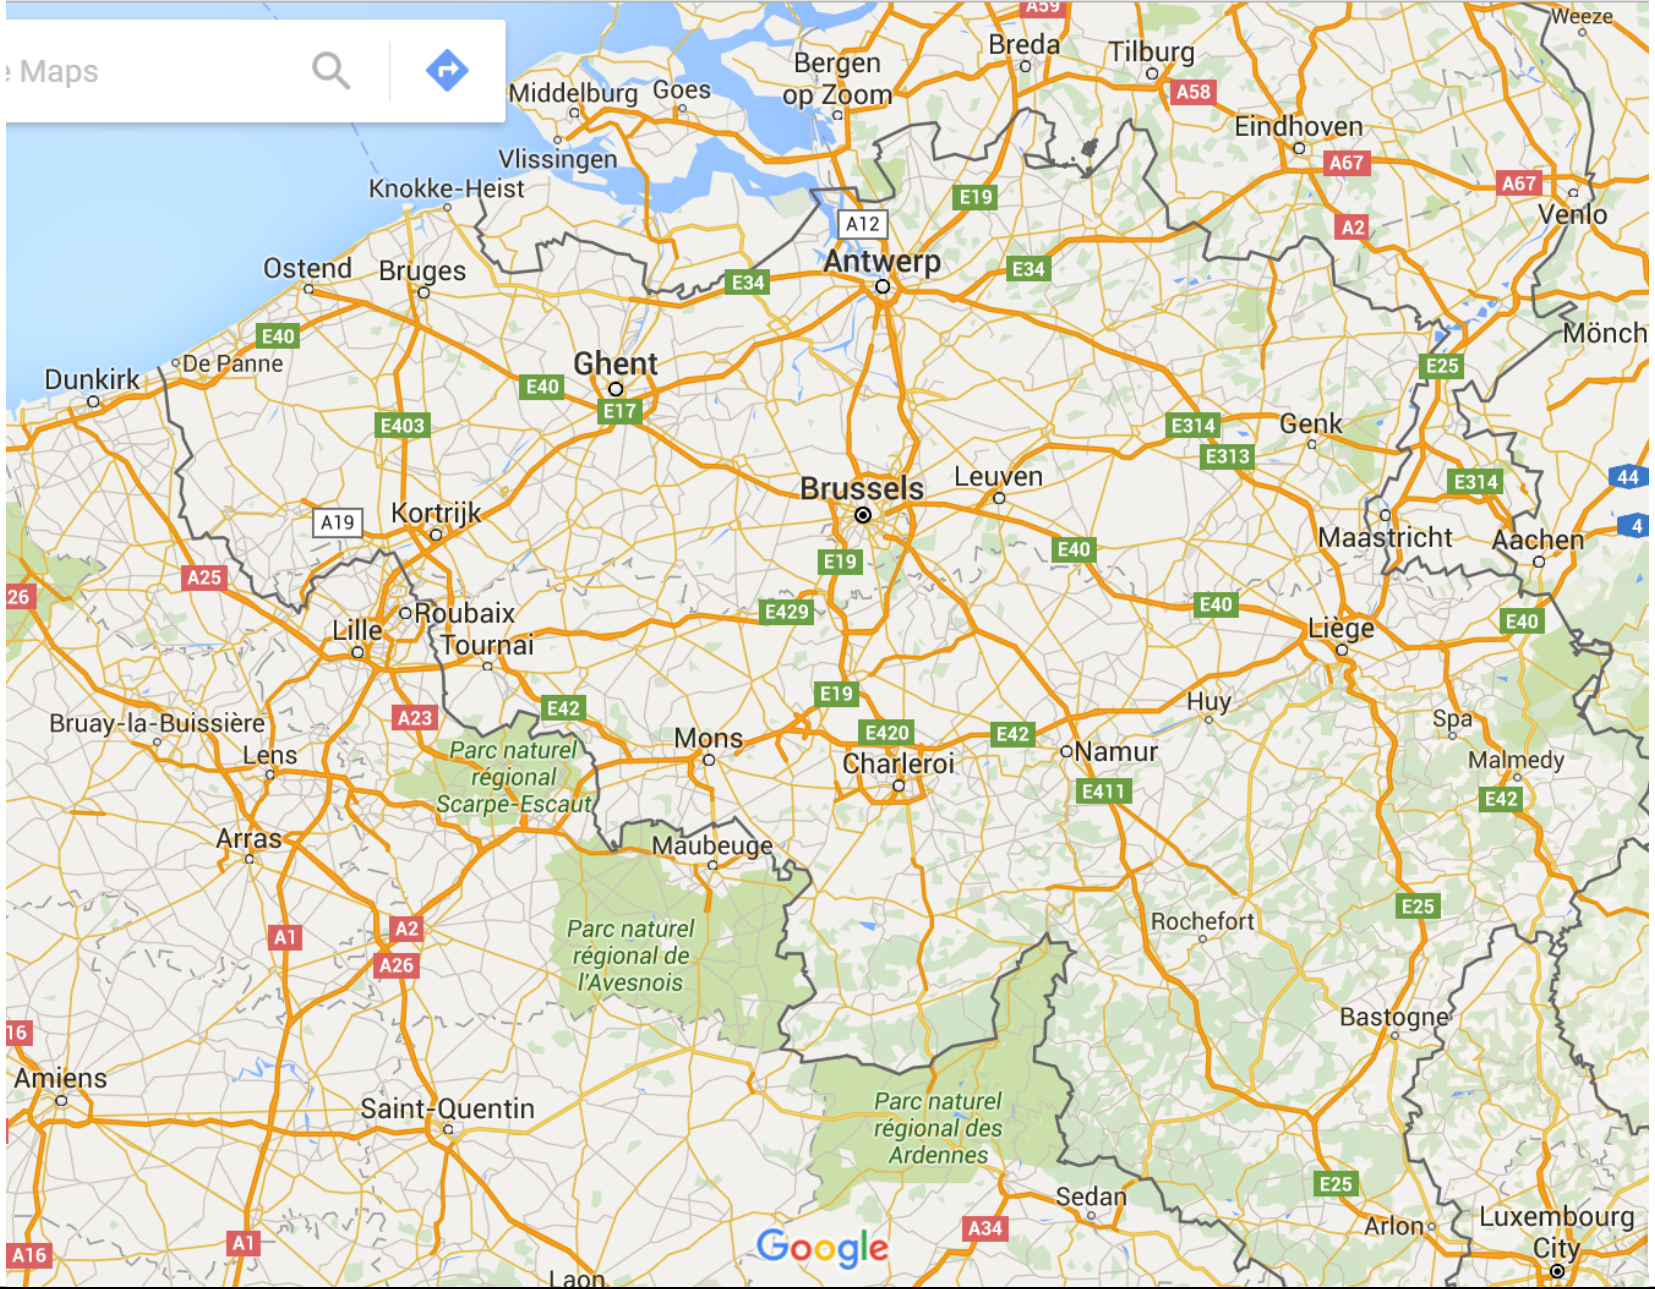 A59
Weeze
Breda
Tilburg
e Maps
Bergen
op Zoom
Middelburg
Goes
A58
Eindhoven
Vlissingen
A67
A67
Knokke-Heist
E19
Venlo
A12
A2
Ostend
Bruges
Antwerp
E34
E34
E40
Mönch
De Panne
Ghent
E25
Dunkirk
E40
E17
E403
E314
Genk
E313
Brussels
Leuven
E314
44
A19
Kortrijk
4
Maastricht
Aachen
E19
E40
A25
26
E429
E40
Roubaix
Lille
Tournai
Liège
E40
E19
E42
Huy
Bruay-la-Buissière
A23
Spa
E420
E42
Mons
Namur
Lens
Parc naturel
régional
Scarpe-Escaut
Charleroi
Malmedy
E411
E42
Arras
Maubeuge
E25
Rochefort
A1
A2
Parc naturel
régional de
l'Avesnois
A26
Bastogne
16
Amiens
Saint-Quentin
Parc naturel
régional des
Ardennes
E25
Sedan
Arlon
Luxembourg
City
A34
A16
A1
Google
Laon